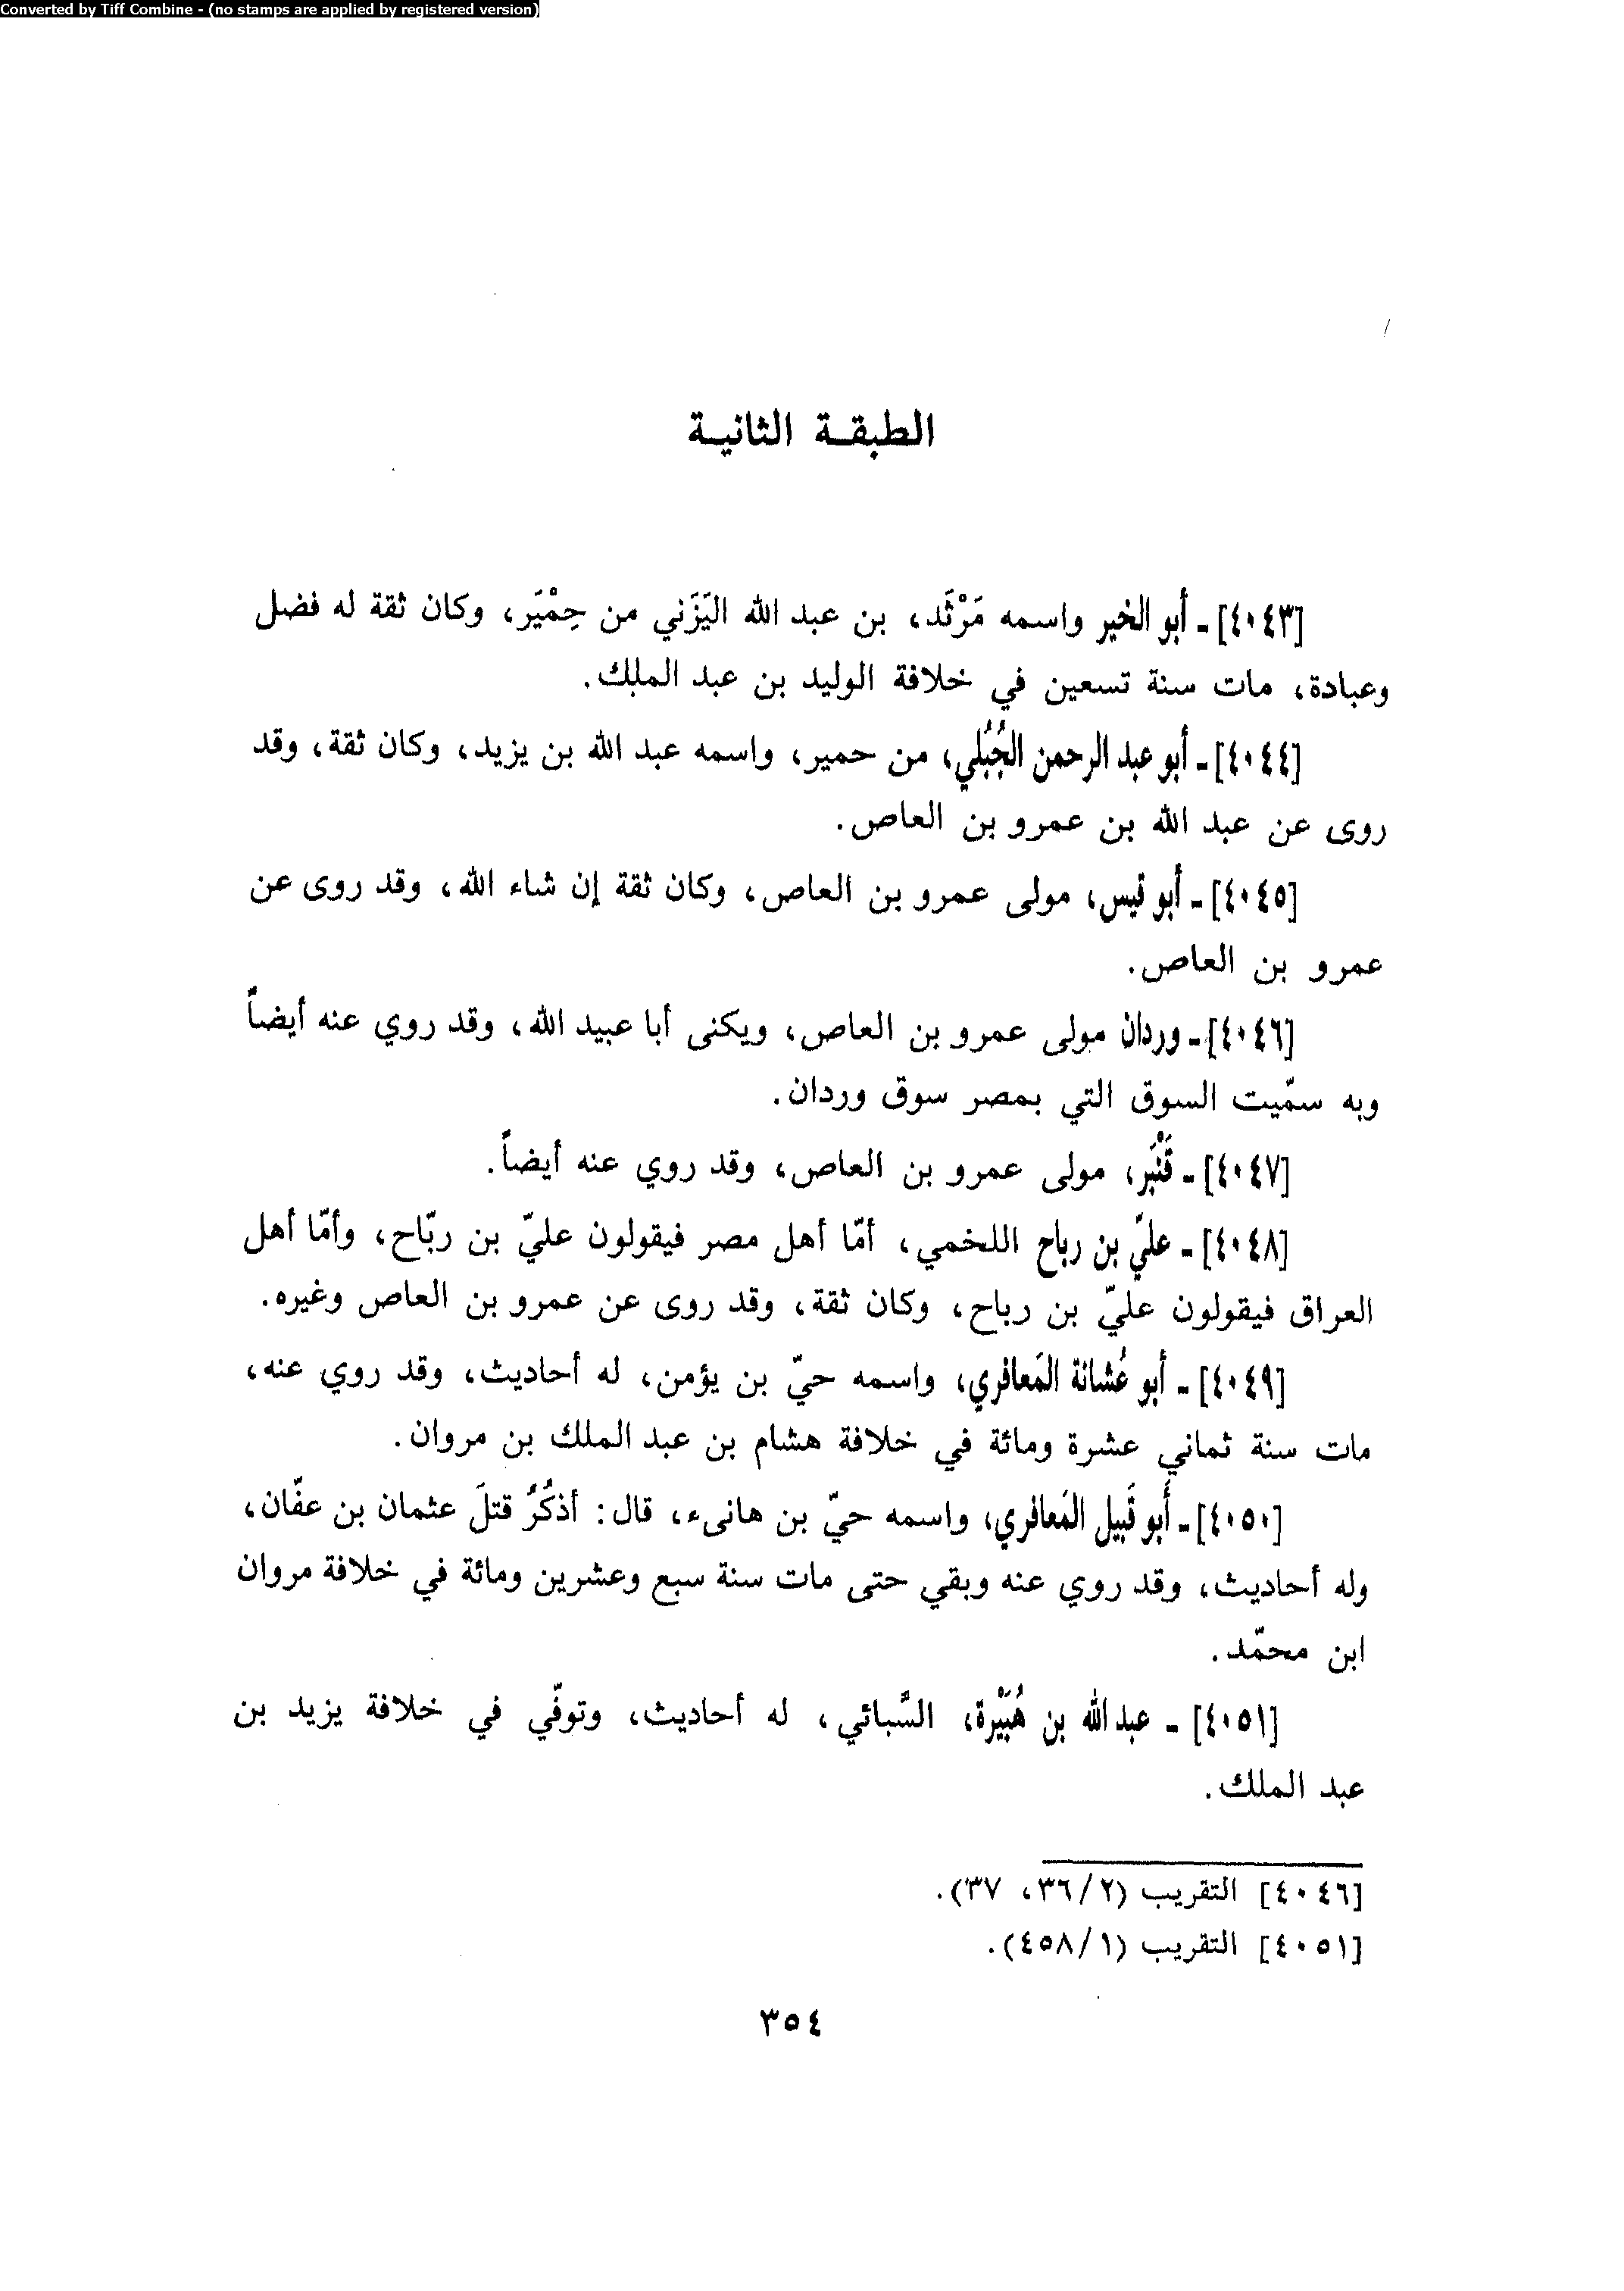 Converted by Tiff Combine - (no stamps are applied by registered version)
الطبقة الثانية
[٤٠٤٣] - أبو الخير واسمه مَرْثَد، بن عبد الله اليَزَني من حِمْيَر، وكان ثقة له فضل
وعبادة، مات سنة تسعين في خلافة الوليد بن عبد الملك.
[٤٠٤٤] - أبو عبد الرحمن الجُبُلي، من حمير، واسمه عبد الله بن يزيد، وكان ثقة، وقد
روى عن عبد الله بن عمرو بن العاص.
[٤٠٤٥] - أبو قيس، مولى عمرو بن العاص، وكان ثقة إن شاء الله، وقد روى عن
عمرو بن العاص.
[٤٠٤٦] - وردان مولى عمرو بن العاص، ويكنى أبا عبيد الله، وقد روي عنه أيضاً
وبه سمّيت السوق التي بمصر سوق وردان.
[٤٠٤٧] - قَنْبَر، مولى عمرو بن العاص، وقد روي عنه أيضاً.
[٤٠٤٨] - عليّ بن رباح اللخمي، أمّا أهل مصر فيقولون عليّ بن ربّاح، وأمّا أهل
العراق فيقولون عليّ بن رباح، وكان ثقة، وقد روى عن عمرو بن العاص وغيره.
[٤٠٤٩] - أبو عُشانة المَعافري، واسمه حيّ بن يؤمن، له أحاديث، وقد روي عنه،
مات سنة ثماني عشرة ومائة في خلافة هشام بن عبد الملك بن مروان.
[٤٠٥٠] - أبو قَبيل المَعافري، واسمه حيّ بن هانىء، قال: أذكُرُ قتلَ عثمان بن عفّان،
وله أحاديث، وقد روي عنه وبقي حتى مات سنة سبع وعشرين ومائة في خلافة مروان
ابن محمّد.
[٤٠٥١] - عبد الله بن هُبَيْرة، السَّبائي، له أحاديث، وتوفّي في خلافة يزيد بن
عبد الملك.
[٤٠٤٦] التقريب (٢/٣٦، ٣٧).
[٤٠٥١] التقريب (١/٤٥٨).
٣٥٤